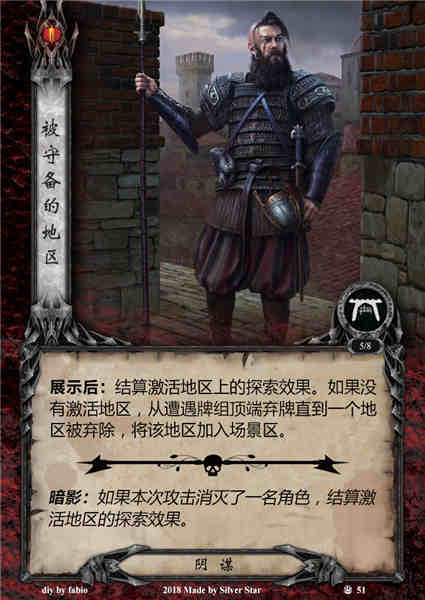 被守备的地区
5/8
展示后：结算激活地区上的探索效果。如果没
有激活地区，从遭遇牌组顶端弃牌直到一个地
区被弃除，将该地区加入场景区。
暗影：如果本次攻击消灭了一名角色，结算激
活地区的探索效果。
阴谋
diy by fabio
2018 Made by Silver Star
51